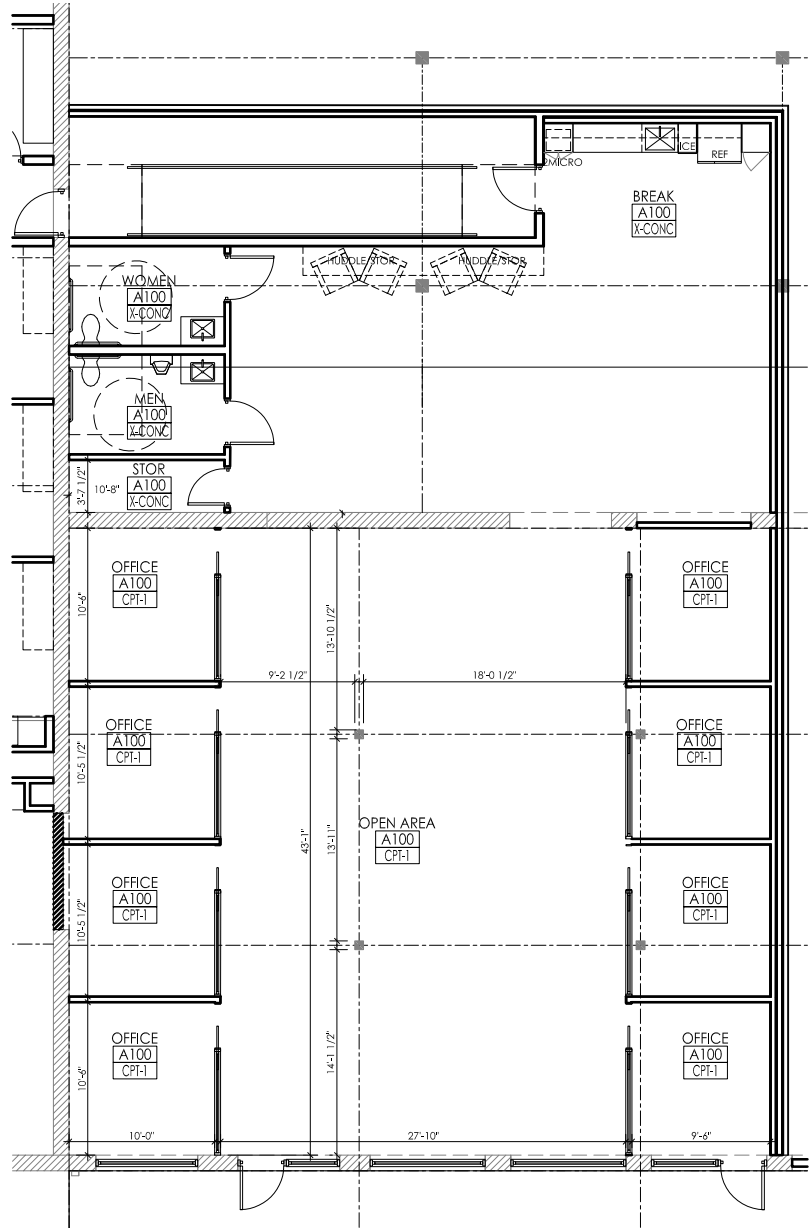 2MICRO
ICE
REF
BREAK
A100
X-CONC
HUDDLE/STOR
HUDDLE/STOR
WOMEN
A100
X-CONC
MEN
A100
X-CONC
STOR
A100
X-CONC
3'-7 1/2"
10'-8"
OFFICE
A100
CPT-1
OFFICE
A100
CPT-1
10'-6"
13'-10 1/2"
9'-2 1/2"
18'-0 1/2"
OFFICE
A100
CPT-1
OFFICE
A100
CPT-1
10'-5 1/2"
43'-1"
13'-11"
OPEN AREA
A100
CPT-1
OFFICE
A100
CPT-1
OFFICE
A100
CPT-1
10'-5 1/2"
OFFICE
A100
CPT-1
OFFICE
A100
CPT-1
10'-6"
14'-1 1/2"
10'-0"
27'-10"
9'-6"